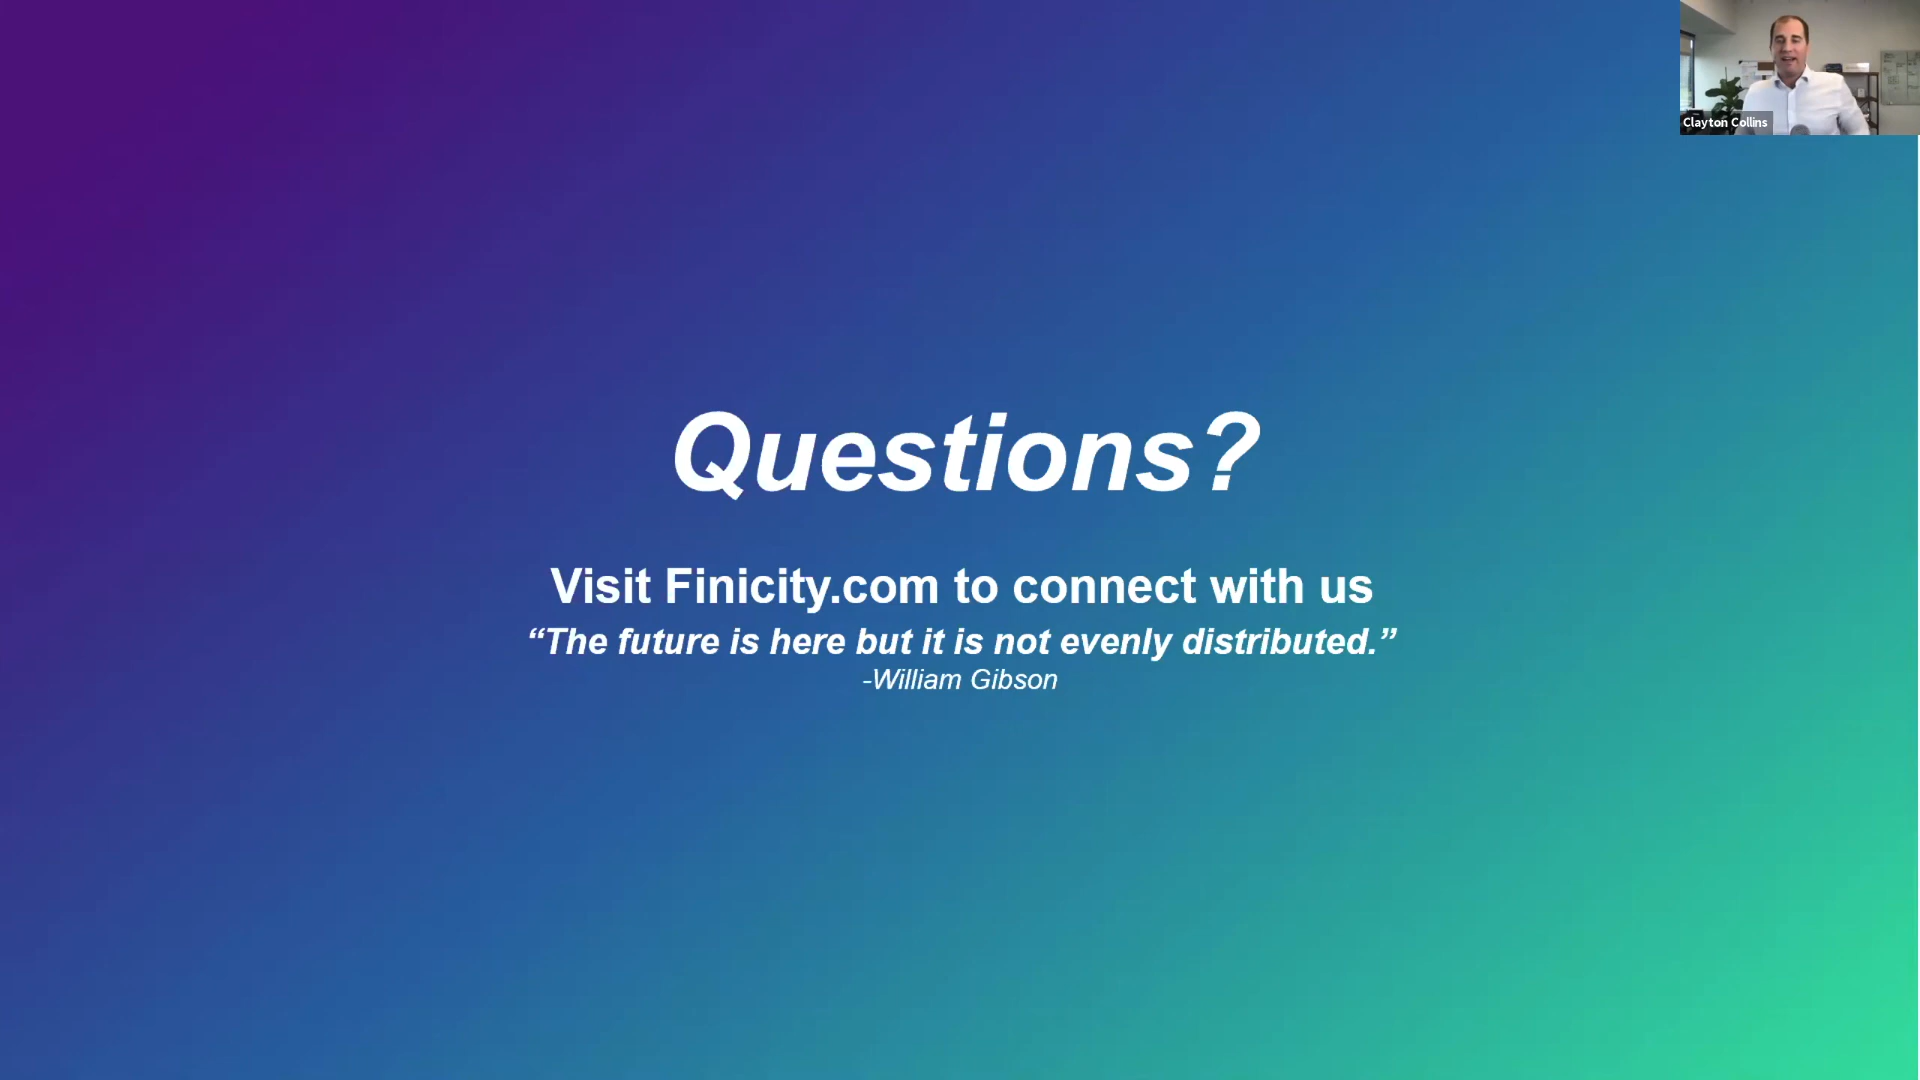 Clayton Collins
Questions?
Visit Finicity.com to connect with us
“The future is here but it is not evenly distributed.”
-William Gibson